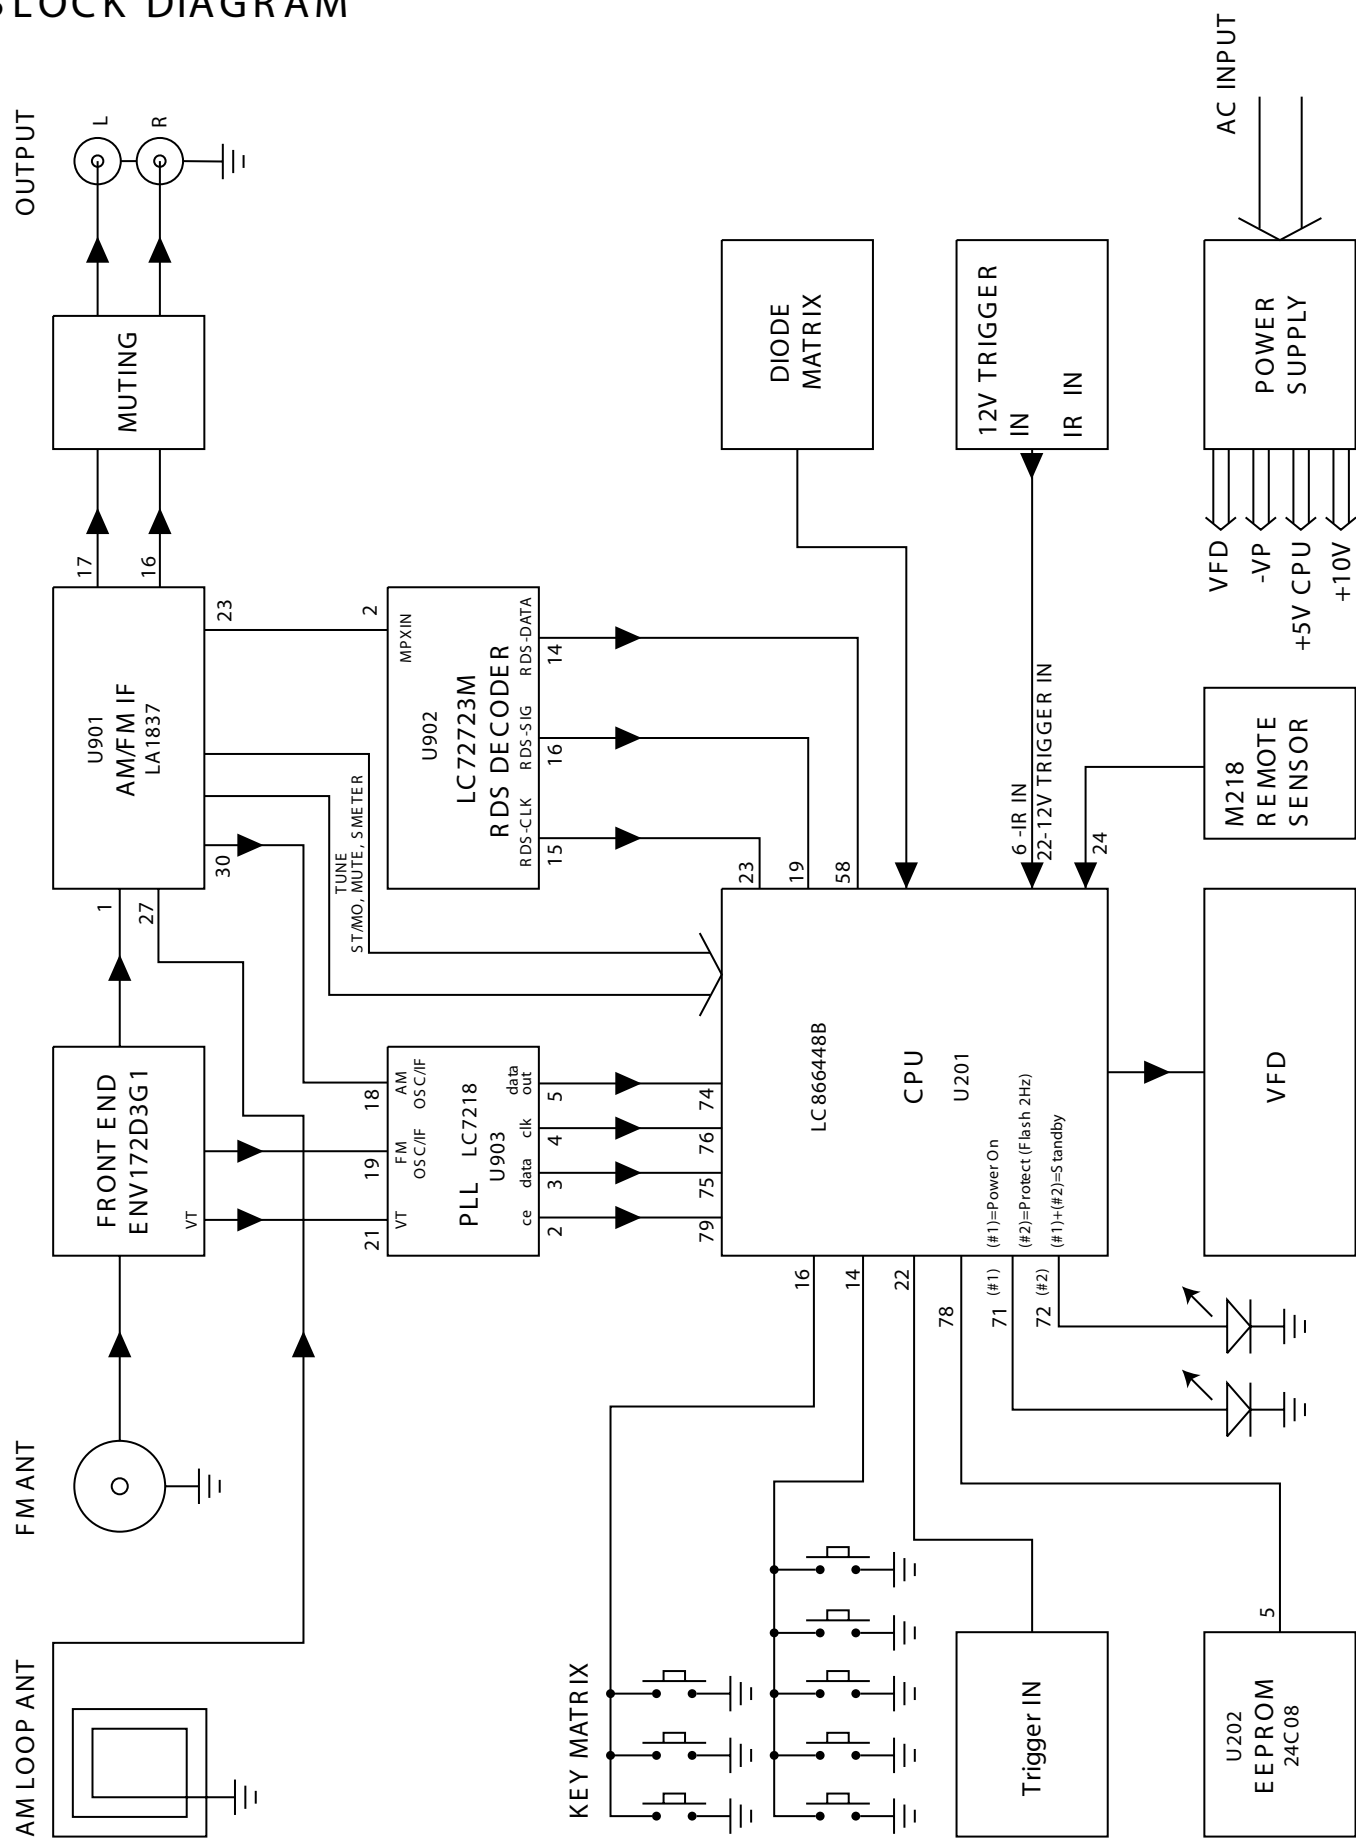 BLOCK DIAGRAM
AM LOOP ANT
FM ANT
OUTPUT
L
R
FRONT END
ENV172D3G1
VT
1
27
U901
AM/FM IF
LA1837
17
16
30
23
MUTING
TUNE
ST/MO, MUTE, SMETER
21
19
18
VT
FM
OSC/IF
AM
OSC/IF
PLL LC7218
U903
ce
data
clk
data
out
2
3
4
5
2
MPXIN
U902
LC72723M
RDS DECODER
RDS-CLK
RDS-SIG
RDS-DATA
15
16
14
79
75
76
74
23
19
58
DIODE
MATRIX
LC866448B
CPU
U201
(#1)=Power On
(#2)=Protect (Flash 2Hz)
(#1)+(#2)=Standby
16
14
22
78
71 (#1)
72 (#2)
6 -IR IN
22-12V TRIGGER IN
24
12V TRIGGER
IN
IR IN
KEY MATRIX
Trigger IN
U202
EEPROM
24C08
5
VFD
M218
REMOTE
SENSOR
VFD
-VP
+5V CPU
+10V
POWER
SUPPLY
AC INPUT